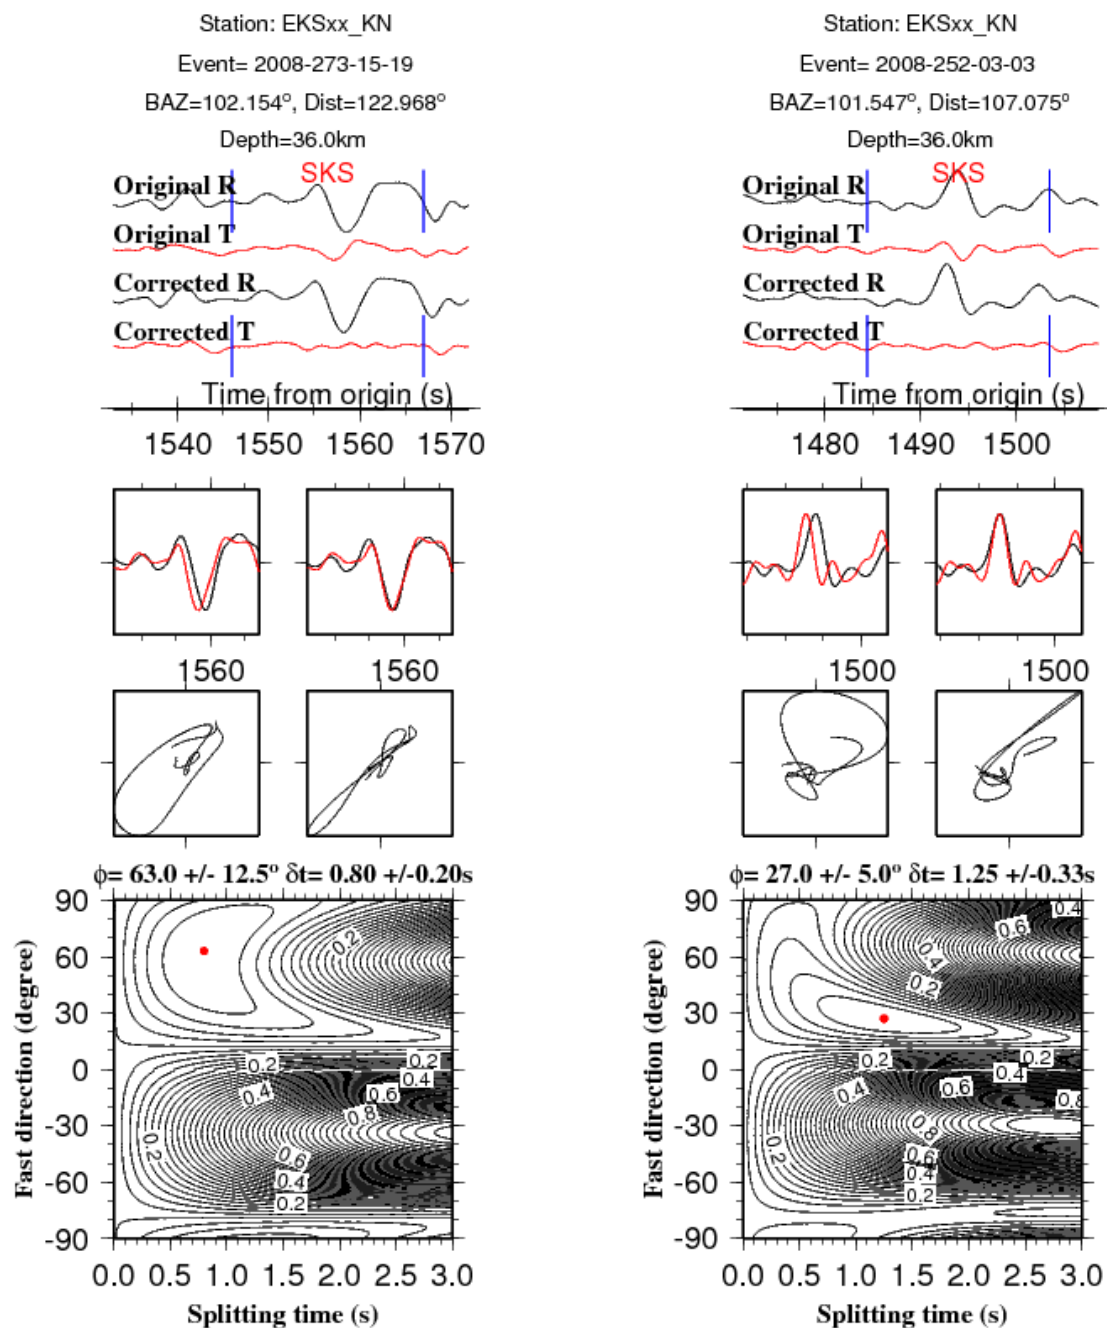 Station: EKSxx_KN
Event= 2008-273-15-19
BAZ=102.154º, Dist=122.968º
Depth=36.0km
SKS
Original R
Original T
Corrected R
Corrected T
Time from origin (s)
1540 1550 1560 1570
1560 1560
ϕ= 63.0 +/- 12.5º δt= 0.80 +/-0.20s
Fast direction (degree)
90
60
30
0
-30
-60
-90
0.2
0.2
0.2
0.4
0.4
0.6
0.8
0.2
0.6
0.4
0.2
0.0 0.5 1.0 1.5 2.0 2.5 3.0
Splitting time (s)
Station: EKSxx_KN
Event= 2008-252-03-03
BAZ=101.547º, Dist=107.075º
Depth=36.0km
SKS
Original R
Original T
Corrected R
Corrected T
Time from origin (s)
1480 1490 1500
1500 1500
ϕ= 27.0 +/- 5.0º δt= 1.25 +/-0.33s
Fast direction (degree)
90
60
30
0
-30
-60
-90
0.4
0.6
0.4
0.2
0.2
0.2
0.4
0.4
0.6
0.8
0.8
0.2
0.6
0.4
0.2
0.0 0.5 1.0 1.5 2.0 2.5 3.0
Splitting time (s)